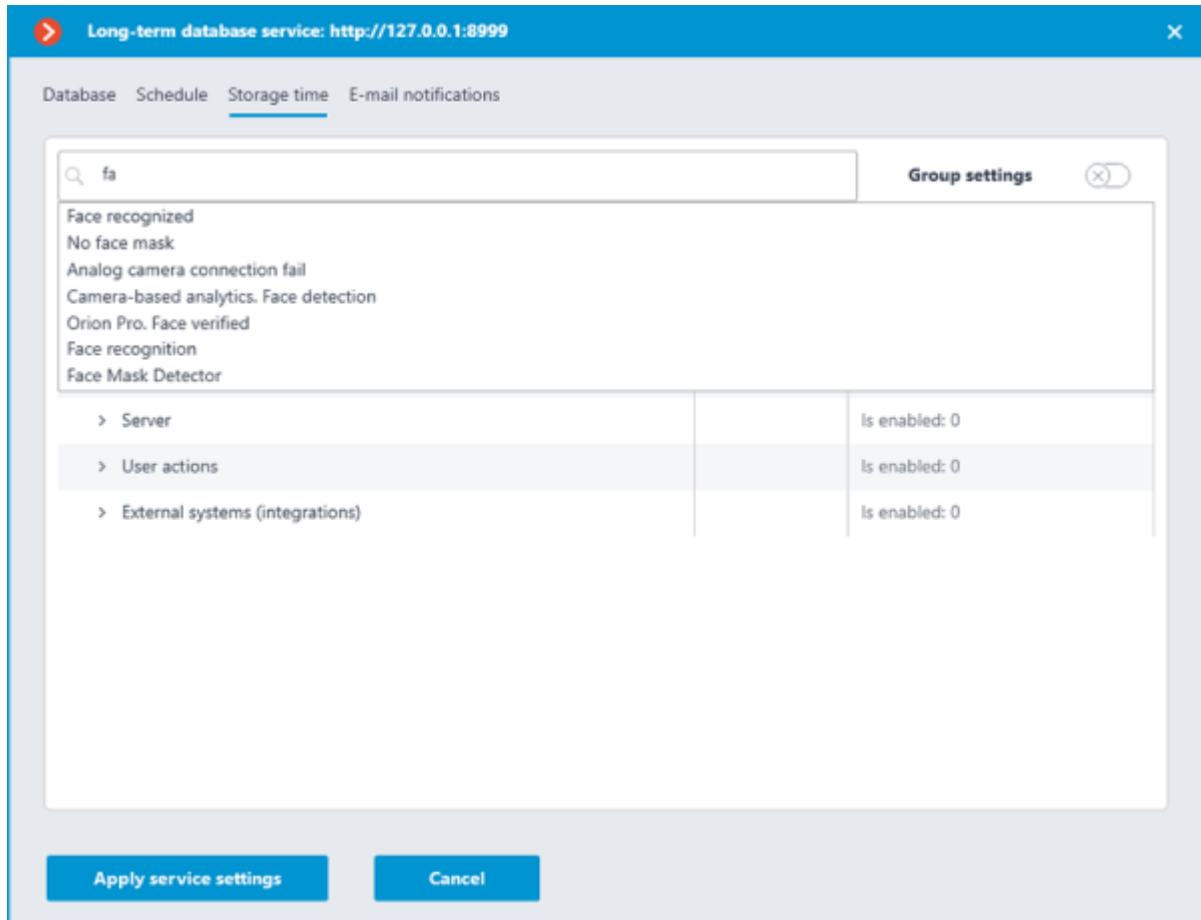 Long-term database service: http://127.0.0.1:8999
Database Schedule Storage time E-mail notifications
fa Group settings
Face recognized
No face mask
Analog camera connection fail
Camera-based analytics. Face detection
Orion Pro. Face verified
Face recognition
Face Mask Detector
Server Is enabled: 0
User actions Is enabled: 0
External systems (integrations) Is enabled: 0
Apply service settings Cancel